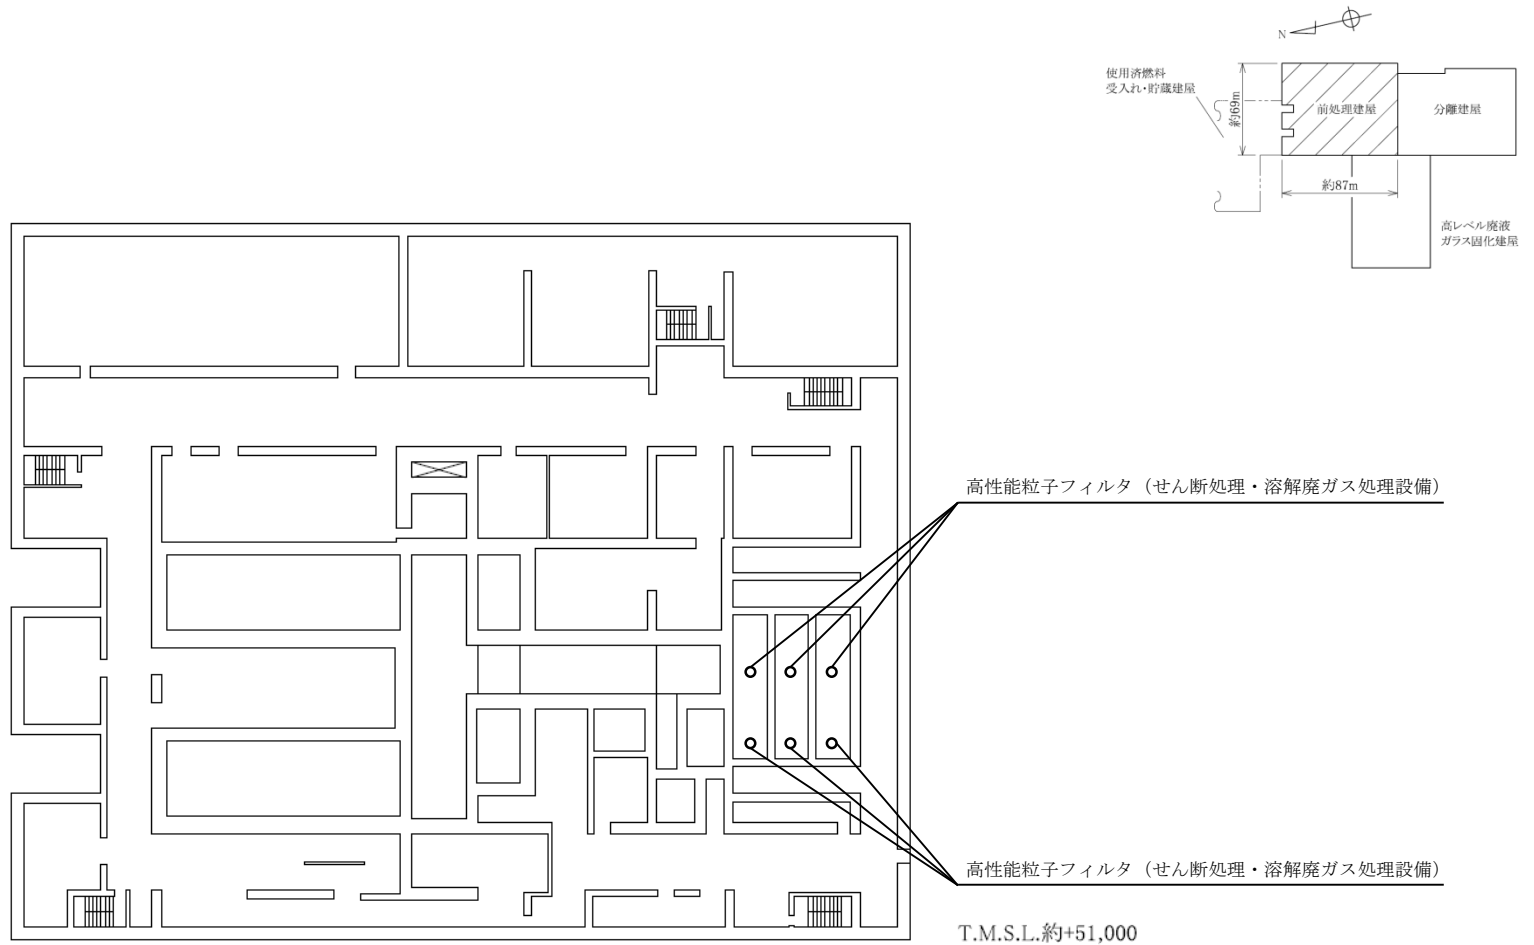 N
使用済燃料
受入れ・貯蔵建屋
約69m
前処理建屋
分離建屋
約87m
高レベル廃液
ガラス固化建屋
高性能粒子フィルタ（せん断処理・溶解廃ガス処理設備）
高性能粒子フィルタ（せん断処理・溶解廃ガス処理設備）
T.M.S.L.約+51,000